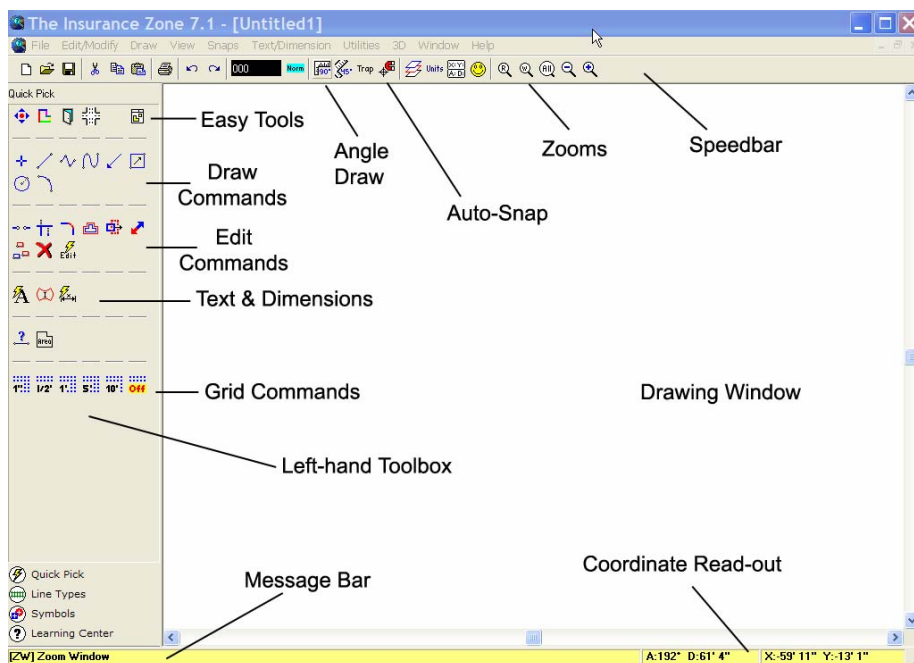 The Insurance Zone 7.1 - [Untitled1]
File Edit/Modify Draw View Snaps Text/Dimension Utilities 3D Window Help
000 Norm 90° 45° Trap Units X:Y: A:D: R W All
Quick Pick
Easy Tools
Angle Draw
Zooms
Speedbar
Draw Commands
Auto-Snap
Edit
Edit Commands
A Text & Dimensions
? Area
1" 1/2' 1' 5' 10' Off
Grid Commands
Drawing Window
Left-hand Toolbox
Quick Pick
Line Types
Symbols
? Learning Center
Message Bar
Coordinate Read-out
[ZW] Zoom Window A:192° D:61' 4" X:-59' 11" Y:-13' 1"